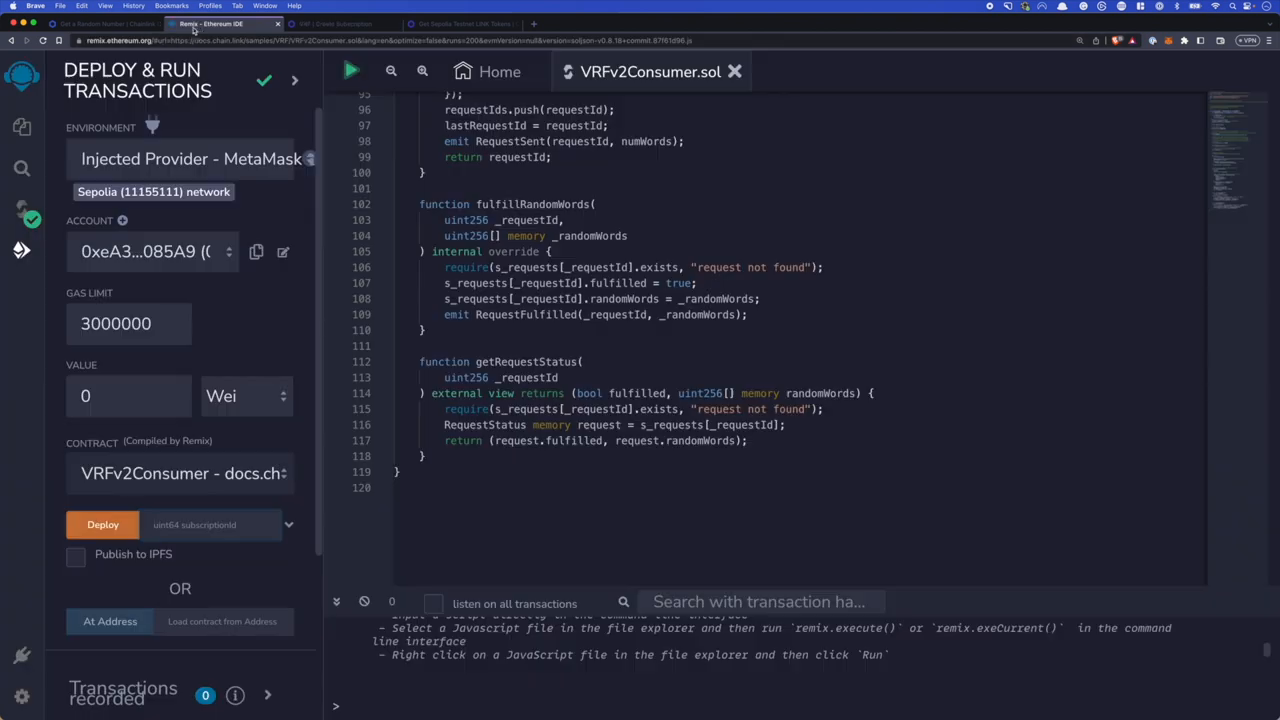 Brave File Edit View History Bookmarks Profiles Tab Window Help
Get a Random Number | Chainlink
Remix - Ethereum IDE
VRF | Create Subscription
Get Sepolia Testnet LINK Tokens
remix.ethereum.org/#url=https://docs.chain.link/samples/VRF/VRFv2Consumer.sol&lang=en&optimize=false&runs=200&evmVersion=null&version=soljson-v0.8.18+commit.87f61d96.js
VPN
DEPLOY & RUN
TRANSACTIONS
ENVIRONMENT
Injected Provider - MetaMask
Sepolia (11155111) network
ACCOUNT
0xeA3...085A9 ((
GAS LIMIT
3000000
VALUE
0
Wei
CONTRACT (Compiled by Remix)
VRFv2Consumer - docs.ch
Deploy
uint64 subscriptionId
Publish to IPFS
OR
At Address
Load contract from Address
Transactions
recorded
0
Home
VRFv2Consumer.sol
95 });
96 requestIds.push(requestId);
97 lastRequestId = requestId;
98 emit RequestSent(requestId, numWords);
99 return requestId;
100 }
101
102 function fulfillRandomWords(
103 uint256 _requestId,
104 uint256[] memory _randomWords
105 ) internal override {
106 require(s_requests[_requestId].exists, "request not found");
107 s_requests[_requestId].fulfilled = true;
108 s_requests[_requestId].randomWords = _randomWords;
109 emit RequestFulfilled(_requestId, _randomWords);
110 }
111
112 function getRequestStatus(
113 uint256 _requestId
114 ) external view returns (bool fulfilled, uint256[] memory randomWords) {
115 require(s_requests[_requestId].exists, "request not found");
116 RequestStatus memory request = s_requests[_requestId];
117 return (request.fulfilled, request.randomWords);
118 }
119 }
120
0
listen on all transactions
Search with transaction ha...
- Input a script directly in the command line interface
- Select a Javascript file in the file explorer and then run `remix.execute()` or `remix.exeCurrent()` in the command
line interface
- Right click on a JavaScript file in the file explorer and then click `Run`
>